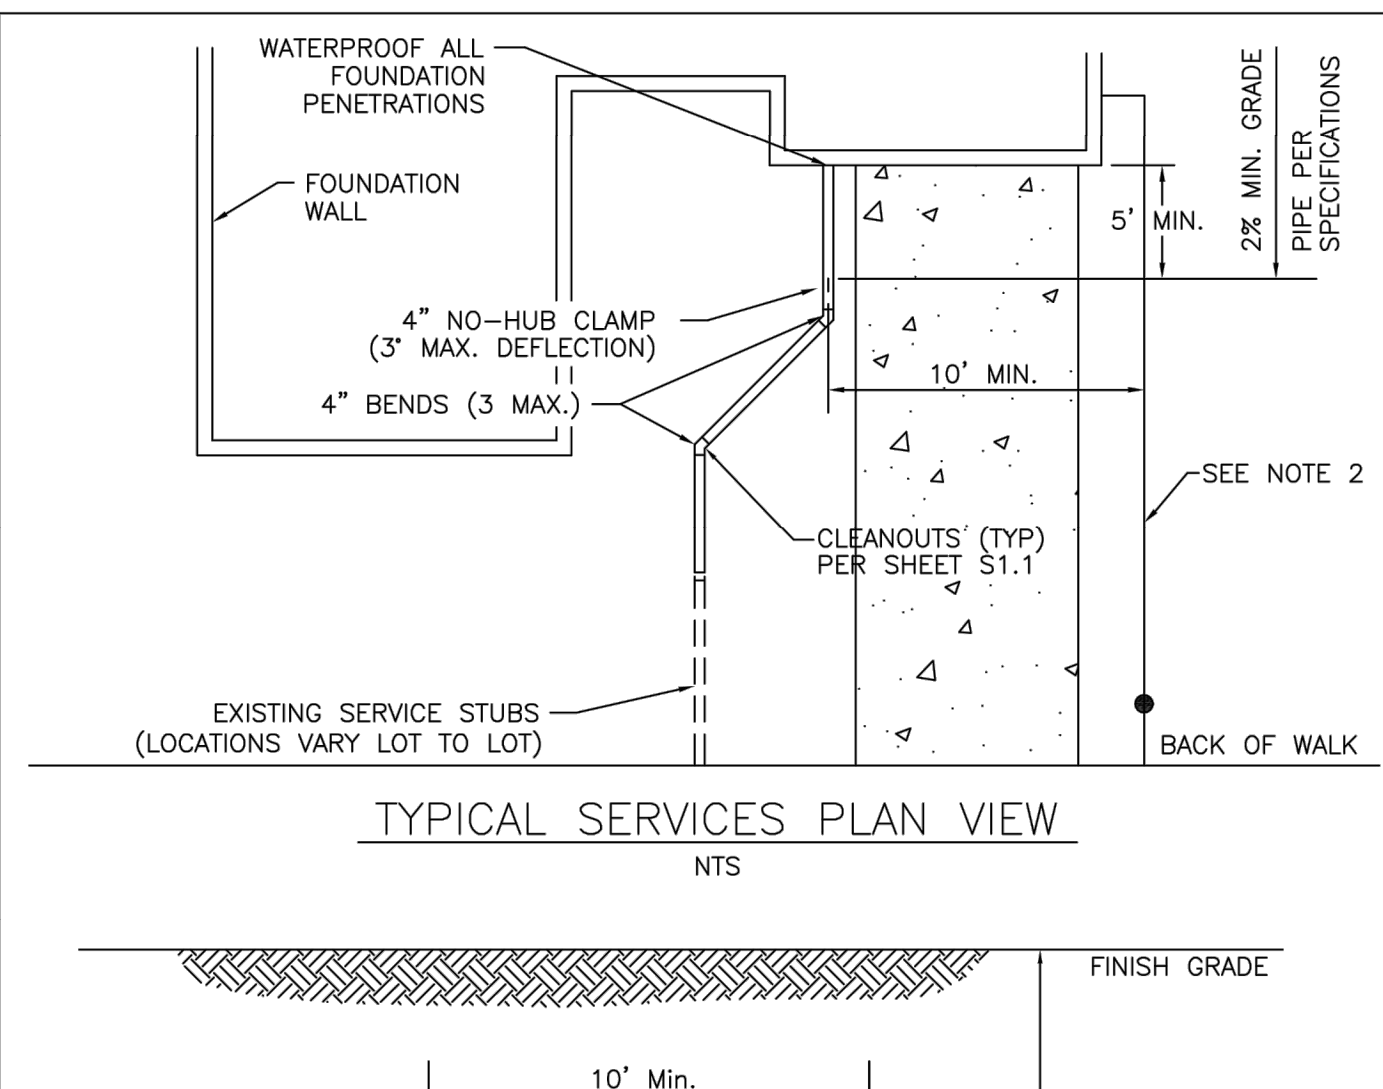 WATERPROOF ALL
FOUNDATION
PENETRATIONS
2% MIN. GRADE
PIPE PER
SPECIFICATIONS
FOUNDATION
WALL
5' MIN.
4" NO-HUB CLAMP
(3° MAX. DEFLECTION)
10' MIN.
4" BENDS (3 MAX.)
SEE NOTE 2
CLEANOUTS (TYP)
PER SHEET S1.1
EXISTING SERVICE STUBS
(LOCATIONS VARY LOT TO LOT)
BACK OF WALK
TYPICAL SERVICES PLAN VIEW
NTS
FINISH GRADE
10' Min.